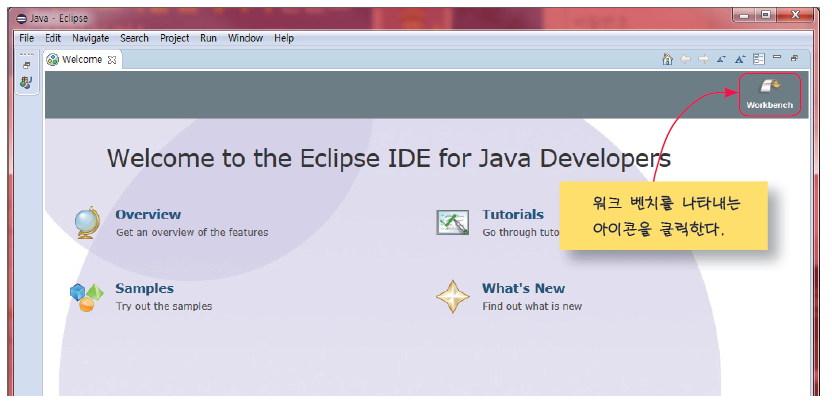 Java - Eclipse
File Edit Navigate Search Project Run Window Help
Welcome
Workbench
Welcome to the Eclipse IDE for Java Developers
워크 벤치를 나타내는
아이콘을 클릭한다.
Overview
Get an overview of the features
Tutorials
Go through tuto
Samples
Try out the samples
What's New
Find out what is new